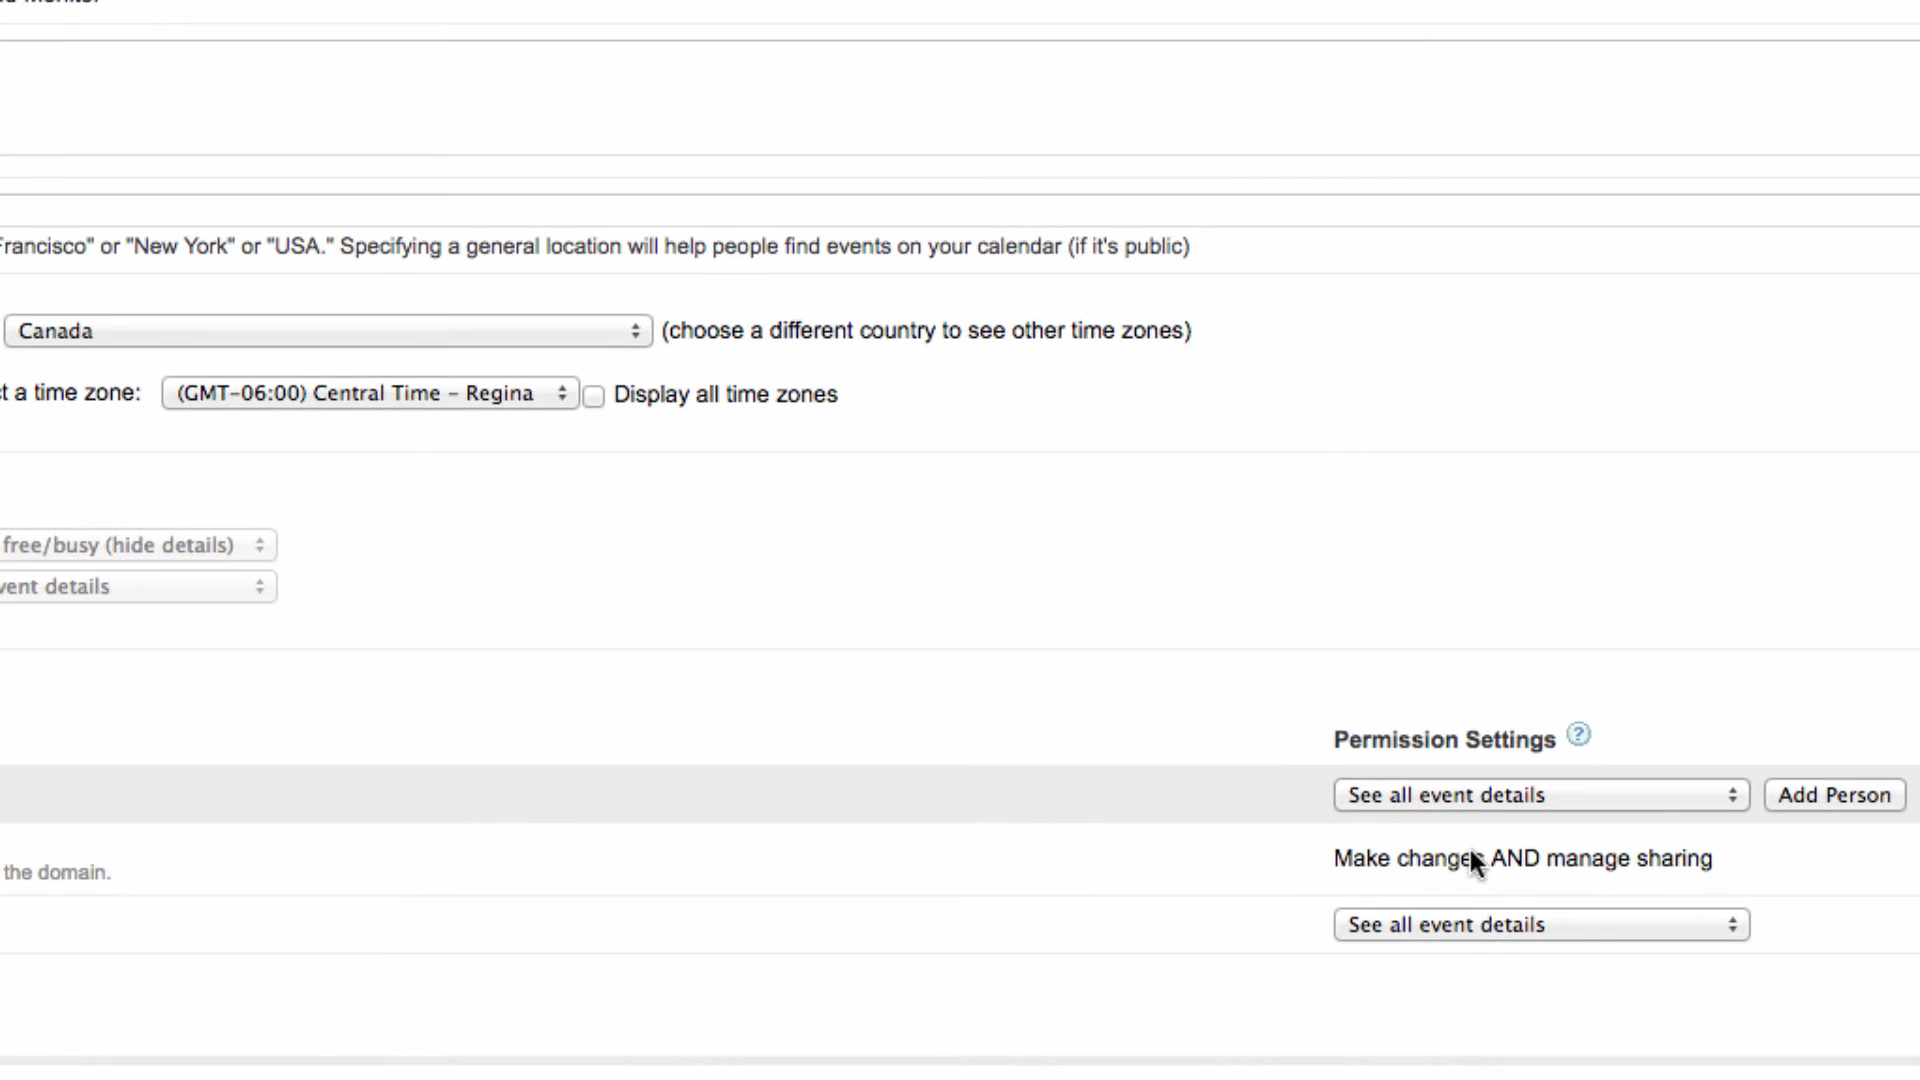 Francisco" or "New York" or "USA." Specifying a general location will help people find events on your calendar (if it's public)
Canada (choose a different country to see other time zones)
a time zone: (GMT-06:00) Central Time - Regina Display all time zones
free/busy (hide details)
event details
Permission Settings ?
See all event details Add Person
the domain. Make changes AND manage sharing
See all event details